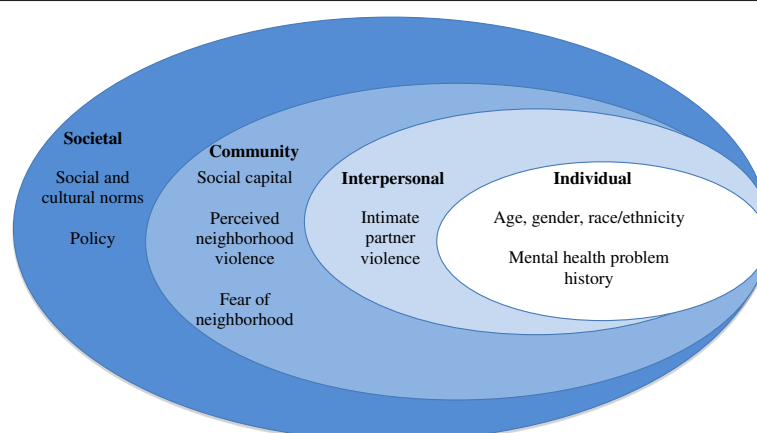 Societal
Social and
cultural norms
Policy
Community
Social capital
Perceived
neighborhood
violence
Fear of
neighborhood
Interpersonal
Intimate
partner
violence
Individual
Age, gender, race/ethnicity
Mental health problem
history